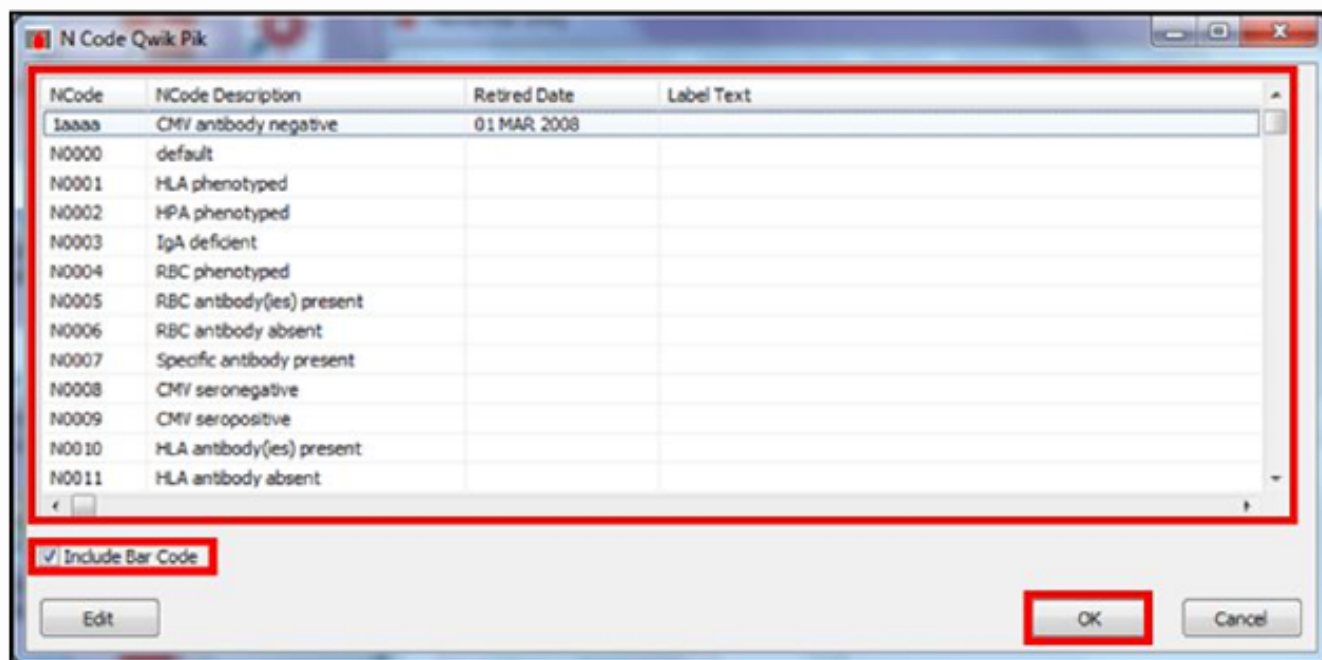 N Code Qwik Pik
NCode NCode Description Retired Date Label Text
Iaaaa CMV antibody negative 01 MAR 2008
N0000 default
N0001 HLA phenotyped
N0002 HPA phenotyped
N0003 IgA deficient
N0004 RBC phenotyped
N0005 RBC antibody(ies) present
N0006 RBC antibody absent
N0007 Specific antibody present
N0008 CMV seronegative
N0009 CMV seropositive
N0010 HLA antibody(ies) present
N0011 HLA antibody absent
Include Bar Code
Edit OK Cancel